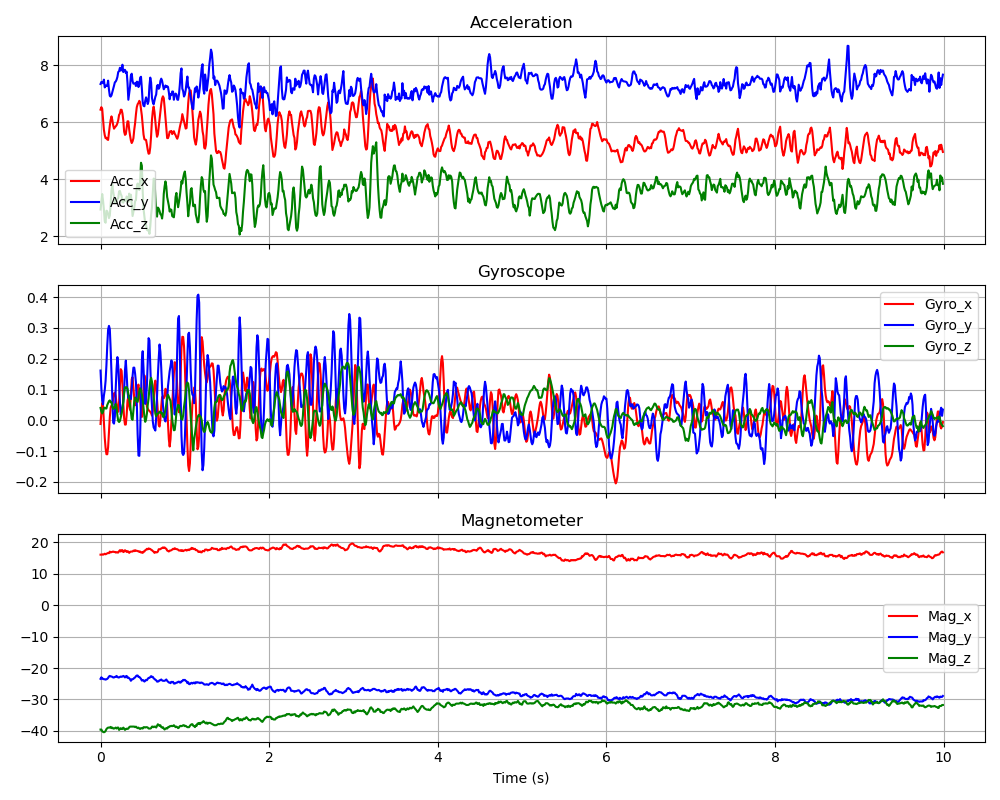 Acceleration
8
6
4
2
Acc_x
Acc_y
Acc_z
Gyroscope
0.4
0.3
0.2
0.1
0.0
−0.1
−0.2
Gyro_x
Gyro_y
Gyro_z
Magnetometer
20
10
0
−10
−20
−30
−40
Mag_x
Mag_y
Mag_z
0 2 4 6 8 10
Time (s)